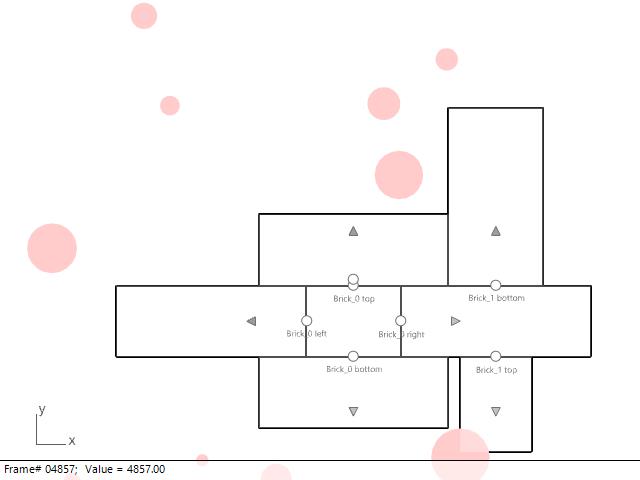 Brick_0 top
Brick_1 bottom
Brick_0 left
Brick_0 right
Brick_0 bottom
Brick_1 top
y
x
Frame# 04857; Value = 4857.00